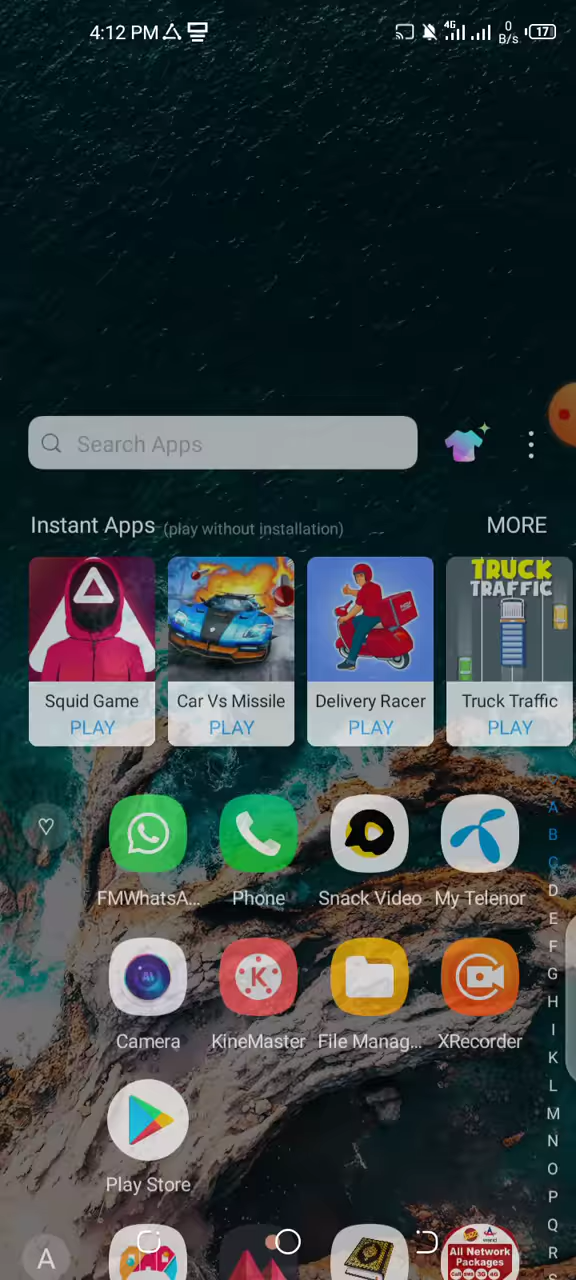 4:12 PM
4G
0
B/s
17
Search Apps
Instant Apps (play without installation)
MORE
TRUCK
TRAFFIC
Squid Game
Car Vs Missile
Delivery Racer
Truck Traffic
PLAY
PLAY
PLAY
PLAY
FMWhatsA...
Phone
Snack Video
My Telenor
AI
K
Camera
KineMaster
File Manag...
XRecorder
Play Store
A
All Network
Packages
A
B
C
D
E
F
G
H
I
K
L
M
N
O
P
Q
R
S